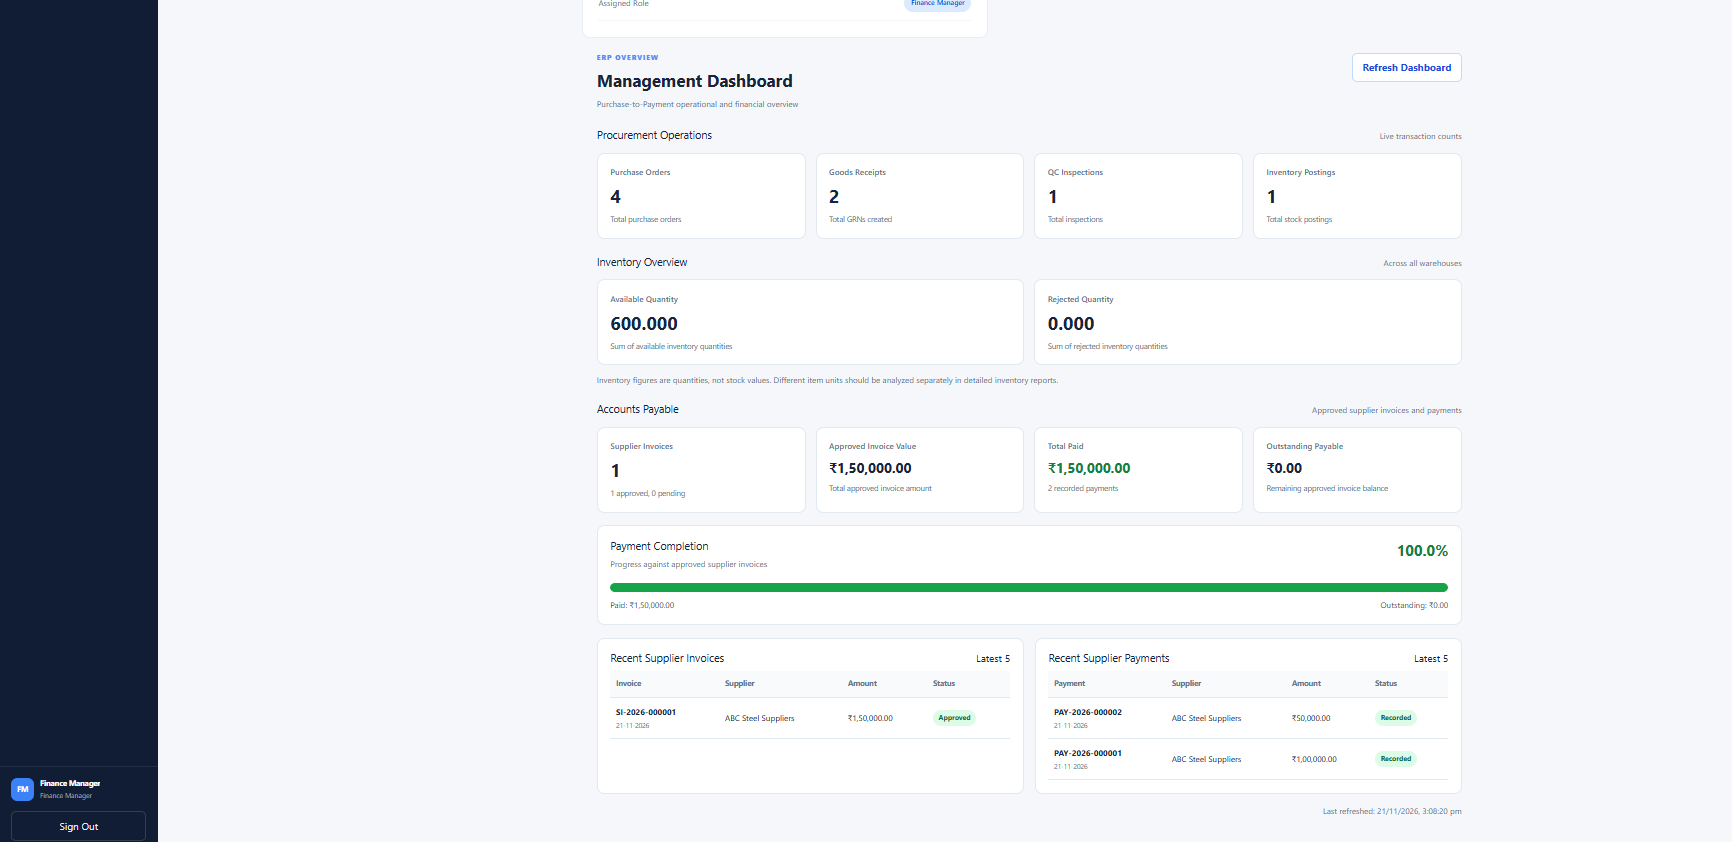 Assigned Role
Finance Manager
ERP OVERVIEW
Management Dashboard
Purchase-to-Payment operational and financial overview
Refresh Dashboard
Procurement Operations
Live transaction counts
Purchase Orders
4
Total purchase orders
Goods Receipts
2
Total GRNs created
QC Inspections
1
Total inspections
Inventory Postings
1
Total stock postings
Inventory Overview
Across all warehouses
Available Quantity
600.000
Sum of available inventory quantities
Rejected Quantity
0.000
Sum of rejected inventory quantities
Inventory figures are quantities, not stock values. Different item units should be analyzed separately in detailed inventory reports.
Accounts Payable
Approved supplier invoices and payments
Supplier Invoices
1
1 approved, 0 pending
Approved Invoice Value
₹1,50,000.00
Total approved invoice amount
Total Paid
₹1,50,000.00
2 recorded payments
Outstanding Payable
₹0.00
Remaining approved invoice balance
Payment Completion
Progress against approved supplier invoices
100.0%
Paid: ₹1,50,000.00
Outstanding: ₹0.00
Recent Supplier Invoices
Latest 5
Invoice Supplier Amount Status
SI-2026-000001
21-11-2026
ABC Steel Suppliers
₹1,50,000.00
Approved
Recent Supplier Payments
Latest 5
Payment Supplier Amount Status
PAY-2026-000002
21-11-2026
ABC Steel Suppliers
₹50,000.00
Recorded
PAY-2026-000001
21-11-2026
ABC Steel Suppliers
₹1,00,000.00
Recorded
Last refreshed: 21/11/2026, 3:08:20 pm
FM
Finance Manager
Finance Manager
Sign Out